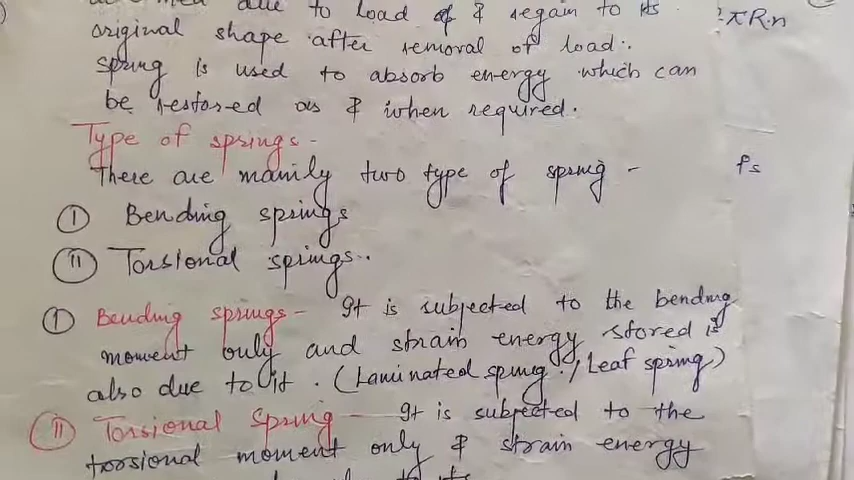 due to load & regain to its
original shape after removal of load.
2πR.n
spring is used to absorb energy which can
be restored as & when required.
Type of springs -
There are mainly two type of spring -
fs
I Bending springs
II Torsional springs..
I Bending springs - It is subjected to the bending
moment only and strain energy stored is
also due to it. (Laminated spring / Leaf spring)
II Torsional Spring - It is subjected to the
torsional moment only & strain energy